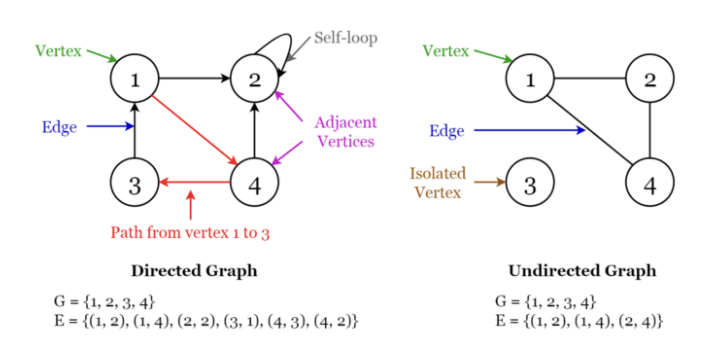 Vertex
Self-loop
1
2
Edge
Adjacent
Vertices
3
4
Path from vertex 1 to 3
Directed Graph
G = {1, 2, 3, 4}
E = {(1, 2), (1, 4), (2, 2), (3, 1), (4, 3), (4, 2)}
Vertex
1
2
Edge
Isolated
Vertex
3
4
Undirected Graph
G = {1, 2, 3, 4}
E = {(1, 2), (1, 4), (2, 4)}